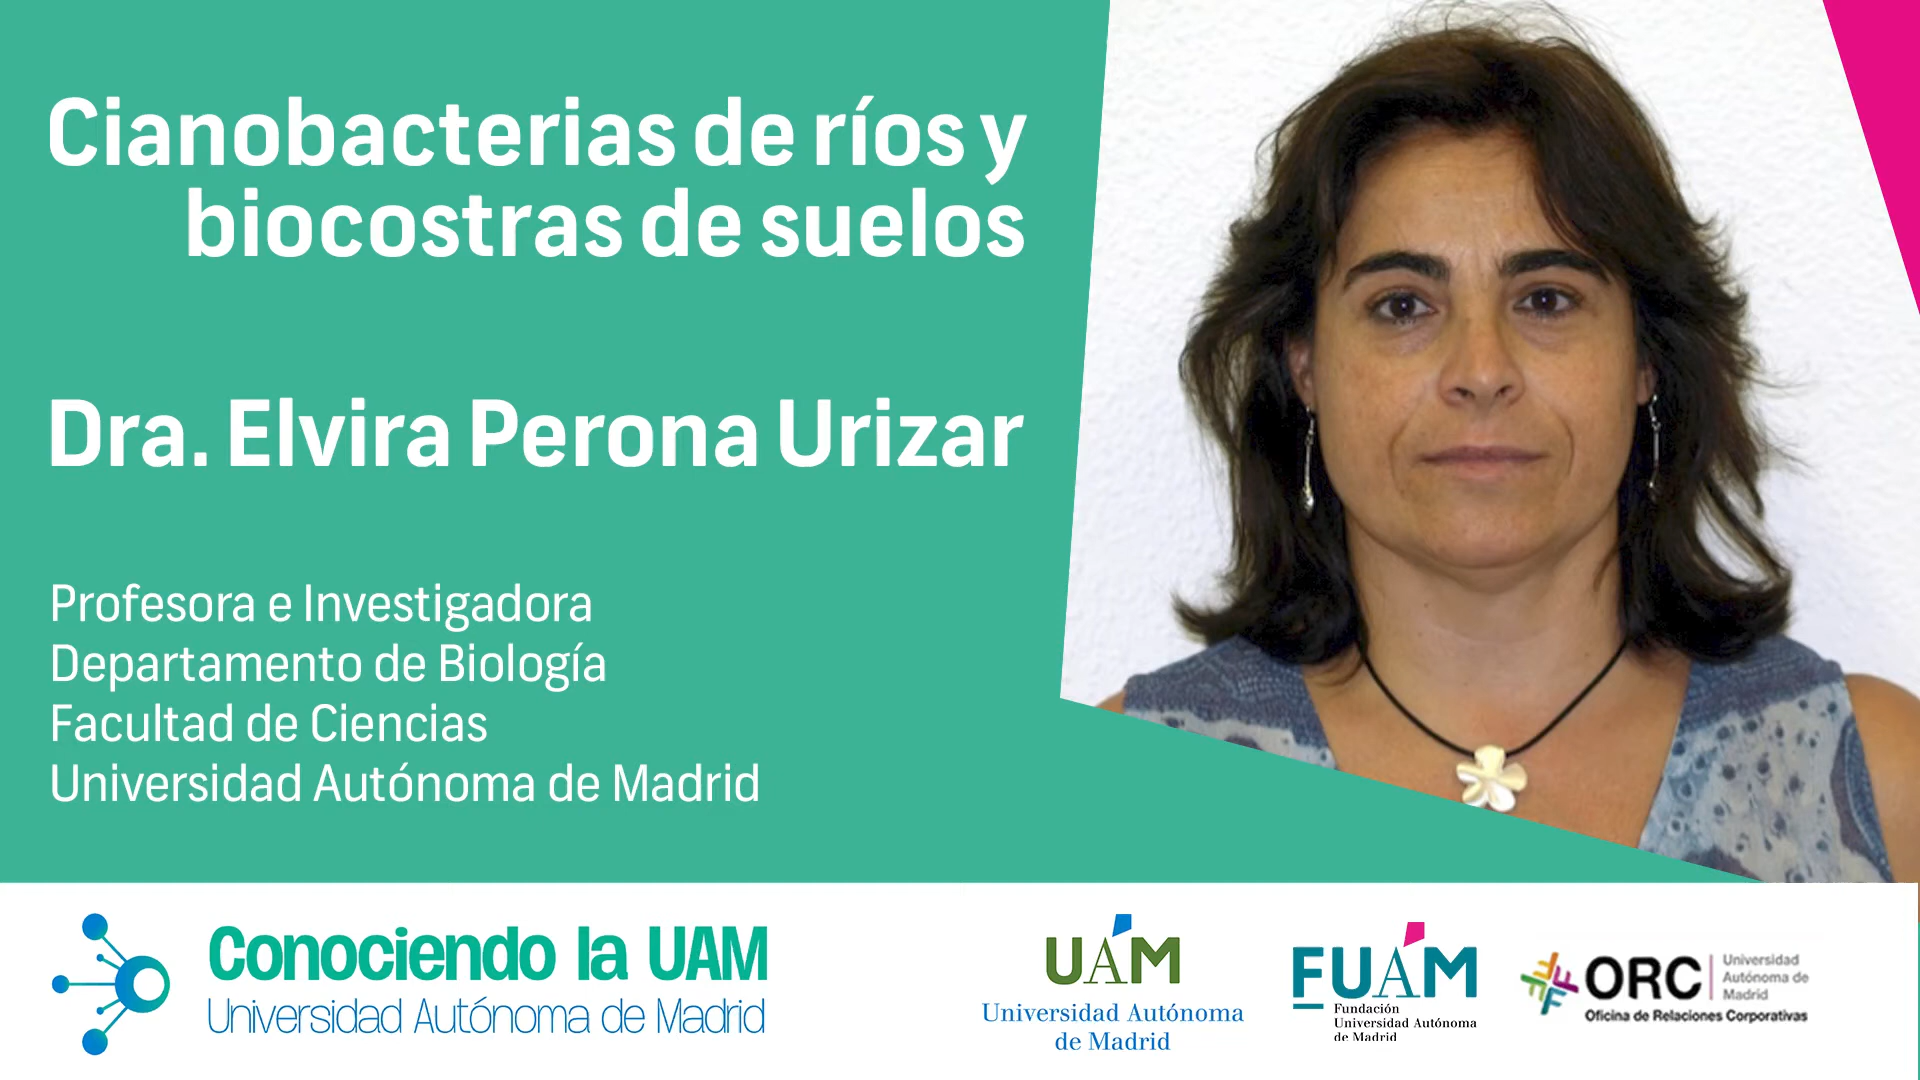 Cianobacterias de ríos y
biocostras de suelos
Dra. Elvira Perona Urizar
Profesora e Investigadora
Departamento de Biología
Facultad de Ciencias
Universidad Autónoma de Madrid
Conociendo la UAM
Universidad Autónoma de Madrid
UAM
Universidad Autónoma
de Madrid
FUAM
Fundación
Universidad Autónoma
de Madrid
ORC
Universidad
Autónoma de
Madrid
Oficina de Relaciones Corporativas